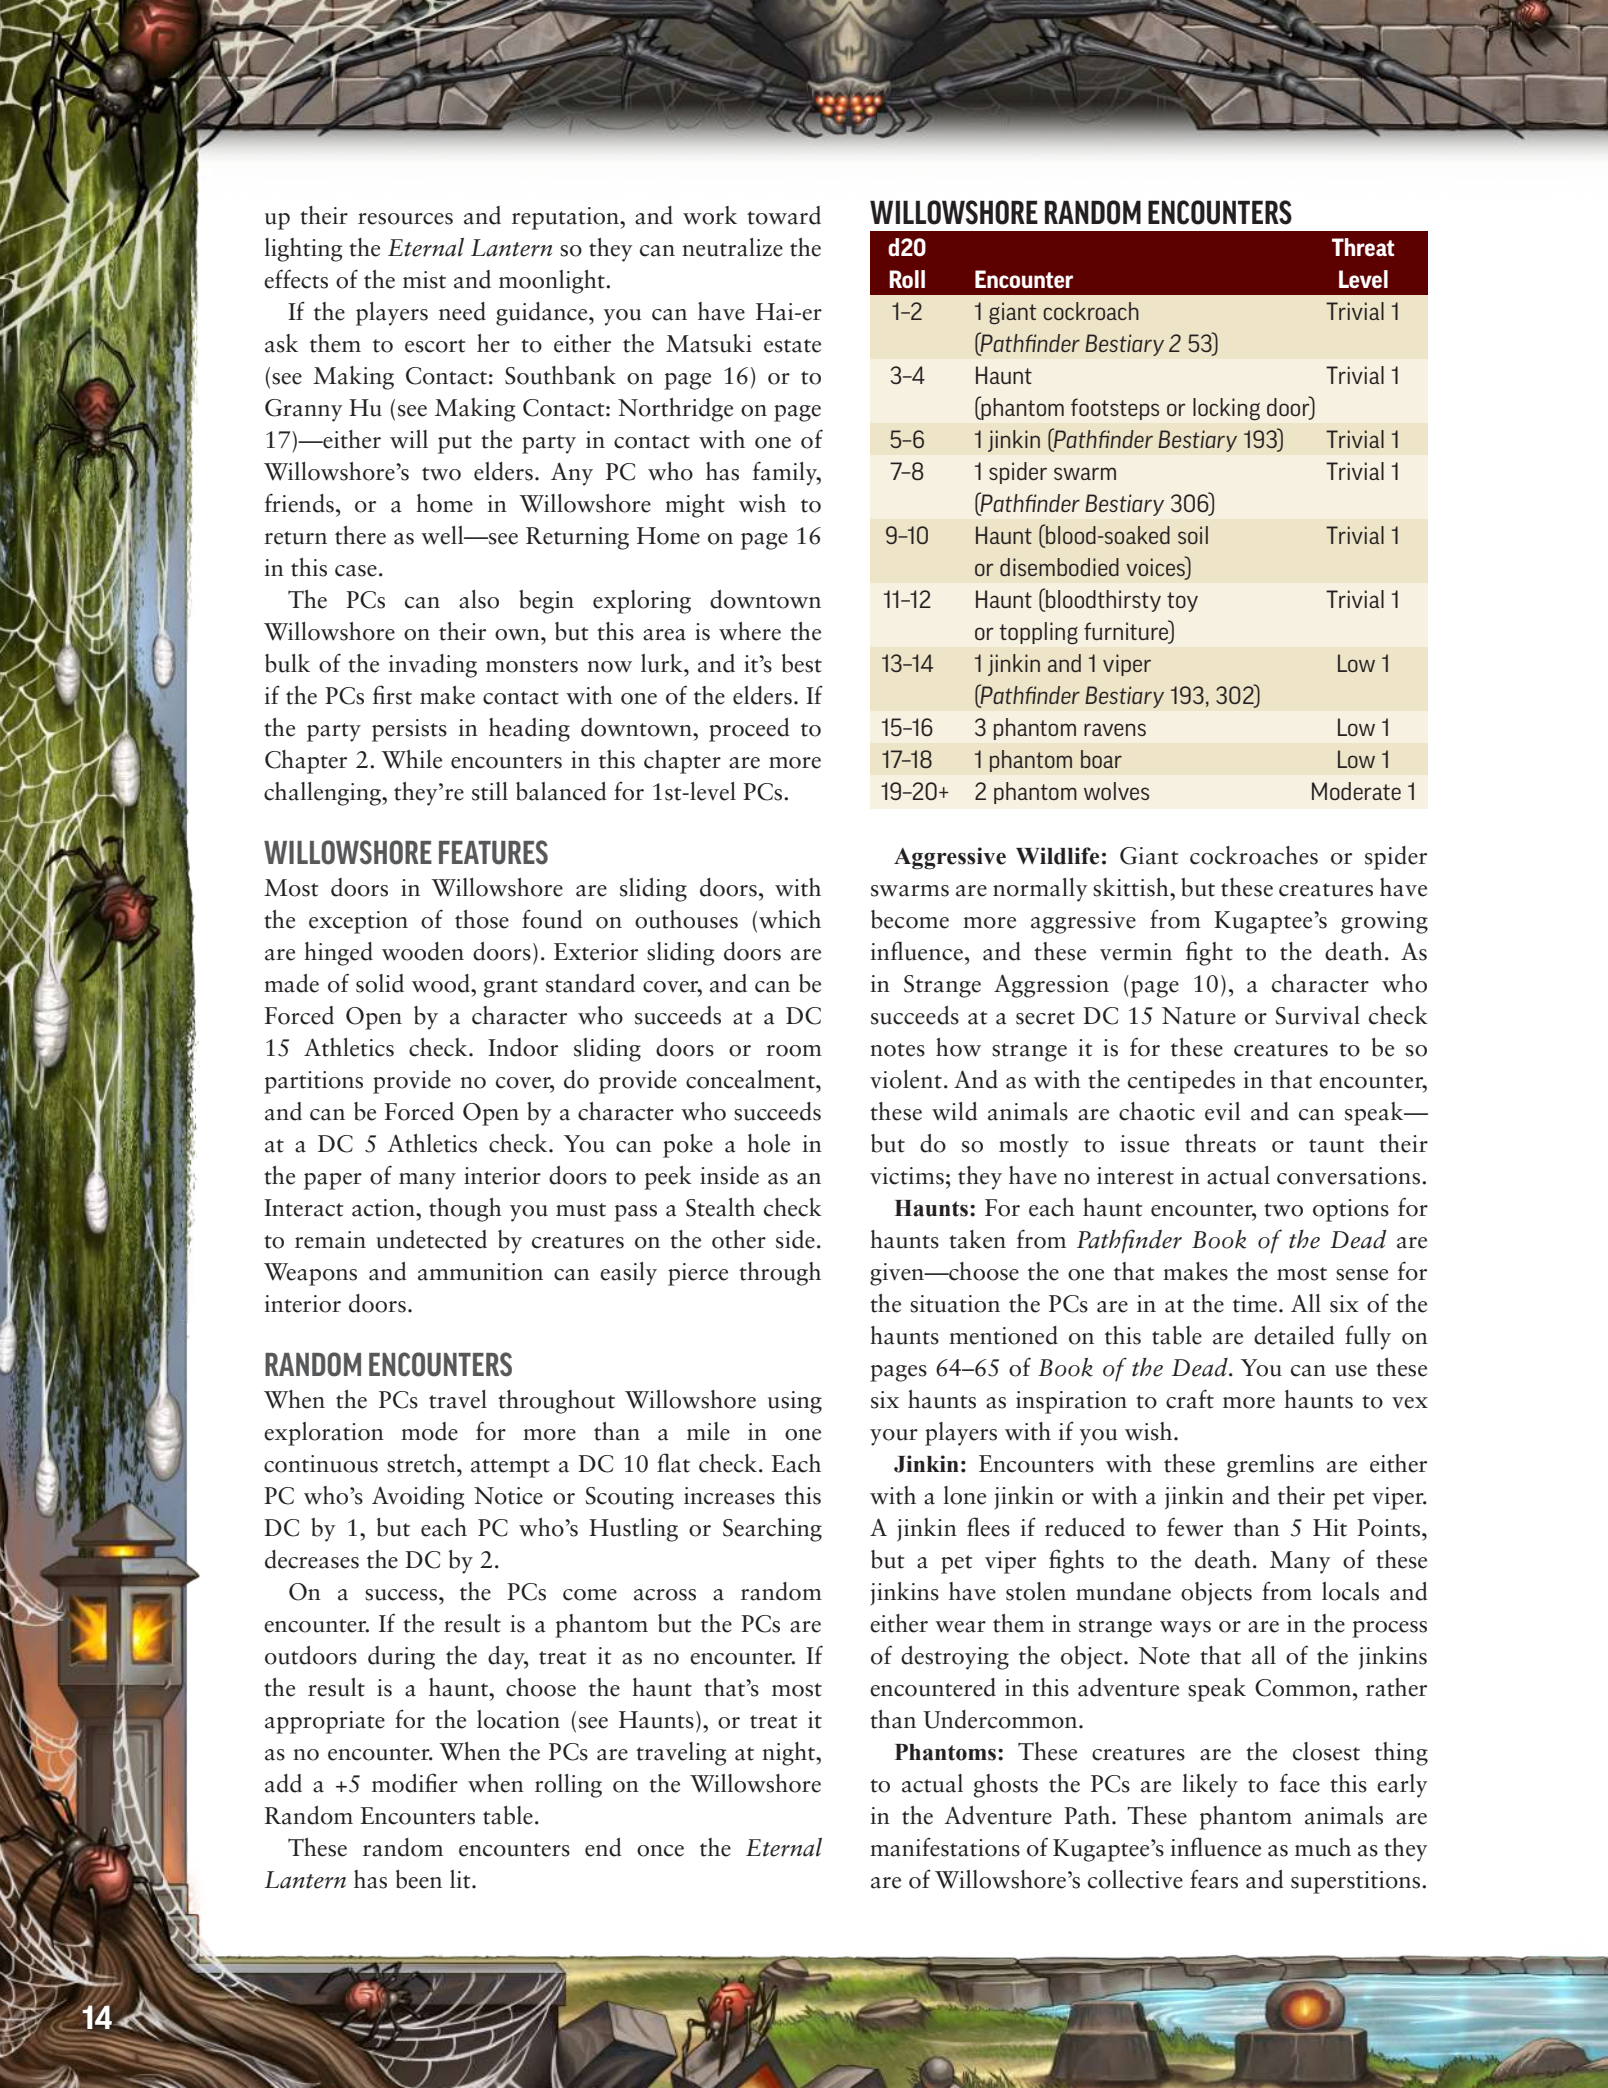 up their resources and reputation, and work toward
lighting the Eternal Lantern so they can neutralize the
effects of the mist and moonlight.
If the players need guidance, you can have Hai-er
ask them to escort her to either the Matsuki estate
(see Making Contact: Southbank on page 16) or to
Granny Hu (see Making Contact: Northridge on page
17)—either will put the party in contact with one of
Willowshore’s two elders. Any PC who has family,
friends, or a home in Willowshore might wish to
return there as well—see Returning Home on page 16
in this case.
The PCs can also begin exploring downtown
Willowshore on their own, but this area is where the
bulk of the invading monsters now lurk, and it’s best
if the PCs first make contact with one of the elders. If
the party persists in heading downtown, proceed to
Chapter 2. While encounters in this chapter are more
challenging, they’re still balanced for 1st-level PCs.
WILLOWSHORE FEATURES
Most doors in Willowshore are sliding doors, with
the exception of those found on outhouses (which
are hinged wooden doors). Exterior sliding doors are
made of solid wood, grant standard cover, and can be
Forced Open by a character who succeeds at a DC
15 Athletics check. Indoor sliding doors or room
partitions provide no cover, do provide concealment,
and can be Forced Open by a character who succeeds
at a DC 5 Athletics check. You can poke a hole in
the paper of many interior doors to peek inside as an
Interact action, though you must pass a Stealth check
to remain undetected by creatures on the other side.
Weapons and ammunition can easily pierce through
interior doors.
RANDOM ENCOUNTERS
When the PCs travel throughout Willowshore using
exploration mode for more than a mile in one
continuous stretch, attempt a DC 10 flat check. Each
PC who’s Avoiding Notice or Scouting increases this
DC by 1, but each PC who’s Hustling or Searching
decreases the DC by 2.
On a success, the PCs come across a random
encounter. If the result is a phantom but the PCs are
outdoors during the day, treat it as no encounter. If
the result is a haunt, choose the haunt that’s most
appropriate for the location (see Haunts), or treat it
as no encounter. When the PCs are traveling at night,
add a +5 modifier when rolling on the Willowshore
Random Encounters table.
These random encounters end once the Eternal
Lantern has been lit.
WILLOWSHORE RANDOM ENCOUNTERS
d20 Threat
Roll Encounter Level
1–2 1 giant cockroach Trivial 1
(Pathfinder Bestiary 2 53)
3–4 Haunt Trivial 1
(phantom footsteps or locking door)
5–6 1 jinkin (Pathfinder Bestiary 193) Trivial 1
7–8 1 spider swarm Trivial 1
(Pathfinder Bestiary 306)
9–10 Haunt (blood-soaked soil Trivial 1
or disembodied voices)
11–12 Haunt (bloodthirsty toy Trivial 1
or toppling furniture)
13–14 1 jinkin and 1 viper Low 1
(Pathfinder Bestiary 193, 302)
15–16 3 phantom ravens Low 1
17–18 1 phantom boar Low 1
19–20+ 2 phantom wolves Moderate 1
Aggressive Wildlife: Giant cockroaches or spider
swarms are normally skittish, but these creatures have
become more aggressive from Kugaptee’s growing
influence, and these vermin fight to the death. As
in Strange Aggression (page 10), a character who
succeeds at a secret DC 15 Nature or Survival check
notes how strange it is for these creatures to be so
violent. And as with the centipedes in that encounter,
these wild animals are chaotic evil and can speak—
but do so mostly to issue threats or taunt their
victims; they have no interest in actual conversations.
Haunts: For each haunt encounter, two options for
haunts taken from Pathfinder Book of the Dead are
given—choose the one that makes the most sense for
the situation the PCs are in at the time. All six of the
haunts mentioned on this table are detailed fully on
pages 64–65 of Book of the Dead. You can use these
six haunts as inspiration to craft more haunts to vex
your players with if you wish.
Jinkin: Encounters with these gremlins are either
with a lone jinkin or with a jinkin and their pet viper.
A jinkin flees if reduced to fewer than 5 Hit Points,
but a pet viper fights to the death. Many of these
jinkins have stolen mundane objects from locals and
either wear them in strange ways or are in the process
of destroying the object. Note that all of the jinkins
encountered in this adventure speak Common, rather
than Undercommon.
Phantoms: These creatures are the closest thing
to actual ghosts the PCs are likely to face this early
in the Adventure Path. These phantom animals are
manifestations of Kugaptee’s influence as much as they
are of Willowshore’s collective fears and superstitions.
14